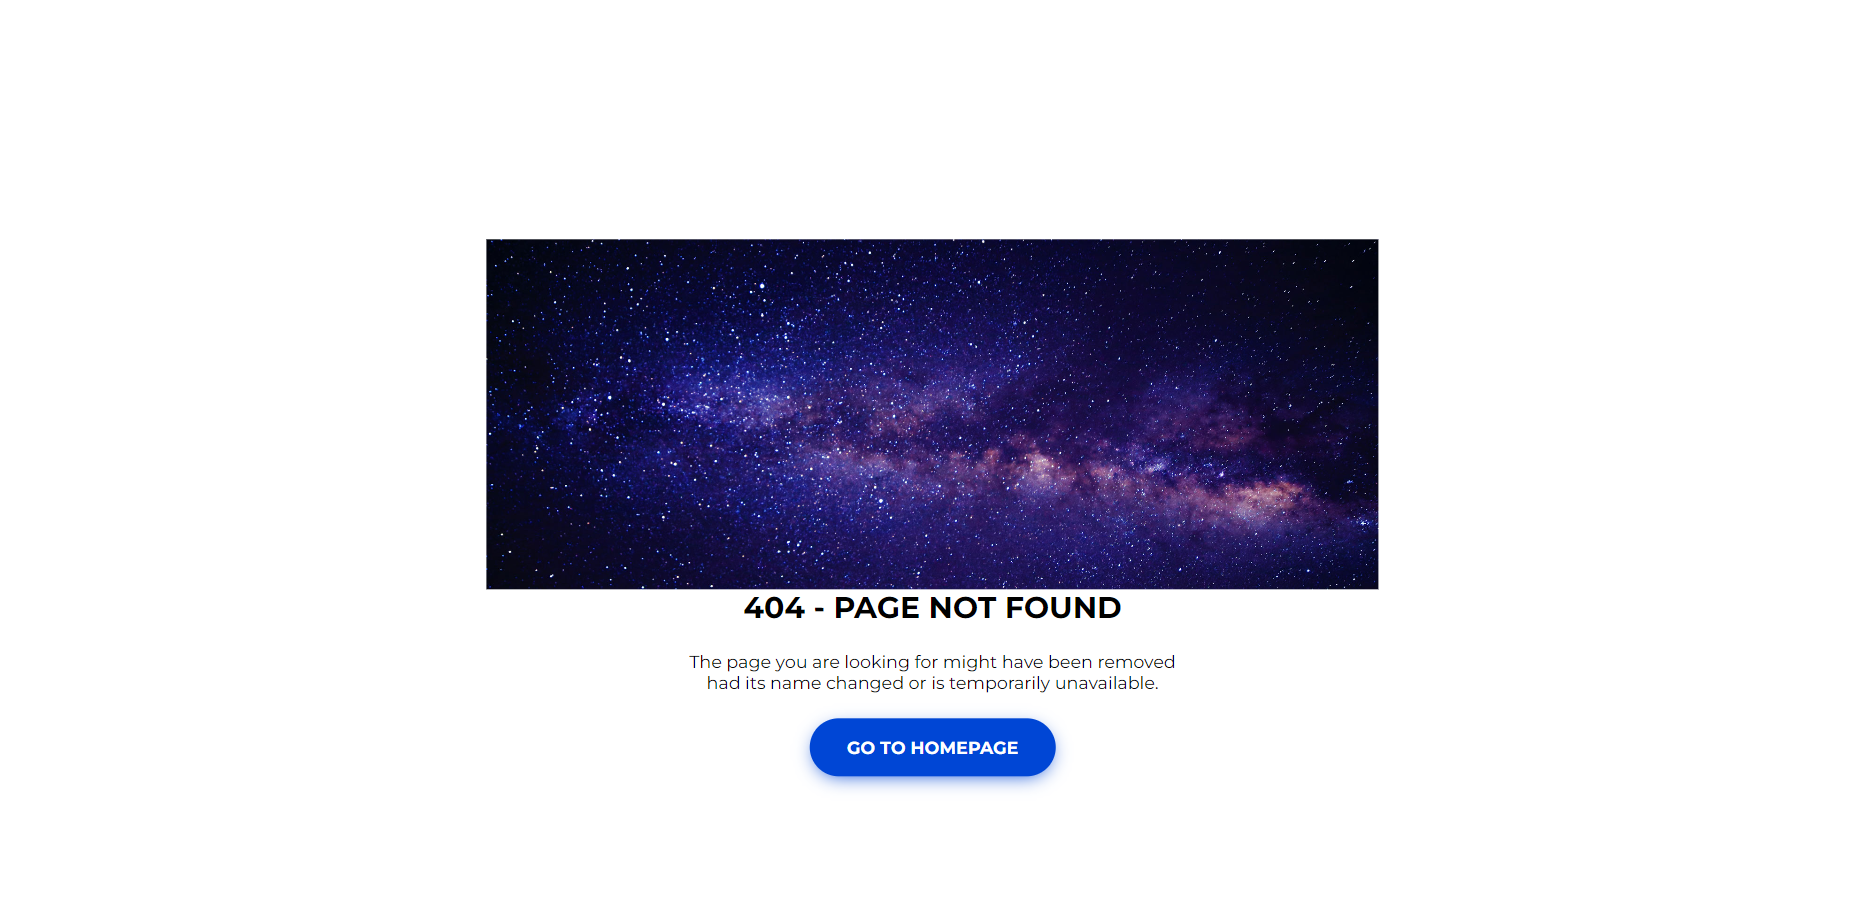 404 - PAGE NOT FOUND
The page you are looking for might have been removed
had its name changed or is temporarily unavailable.
GO TO HOMEPAGE